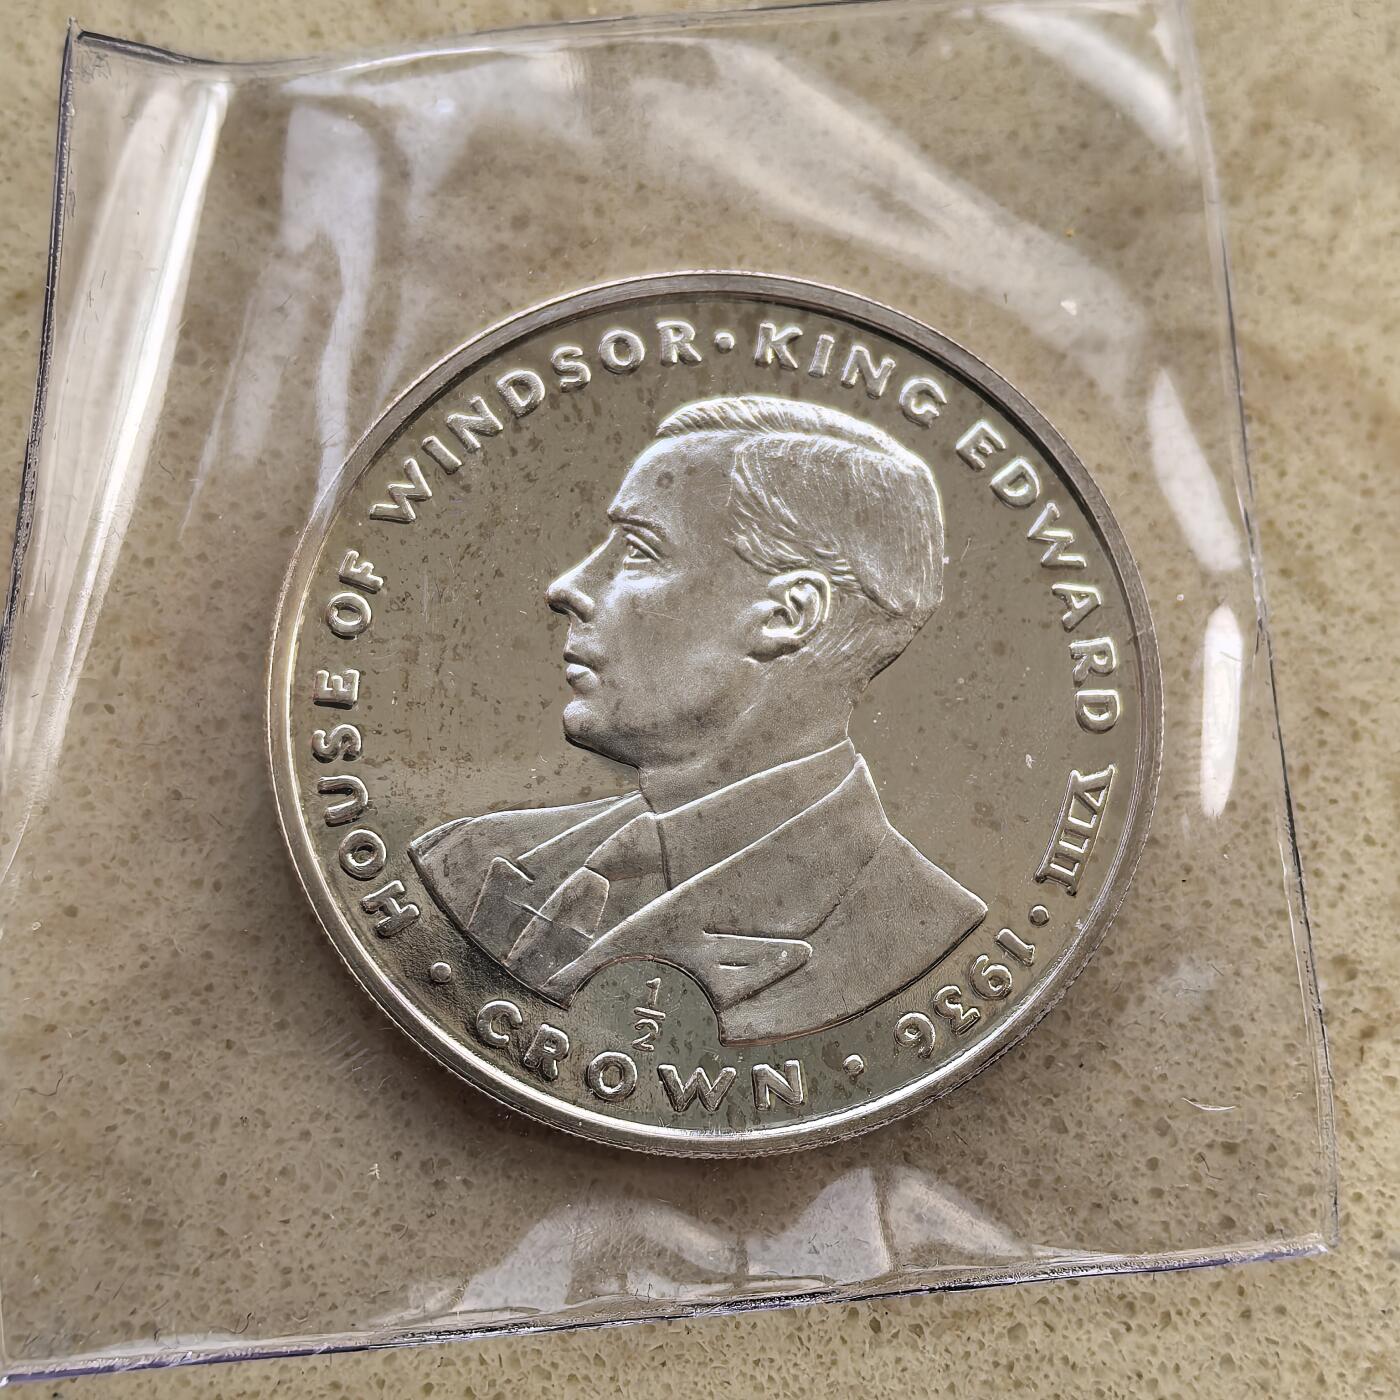 HOUSE OF WINDSOR · KING EDWARD VIII · 1936 ·
1/2
CROWN